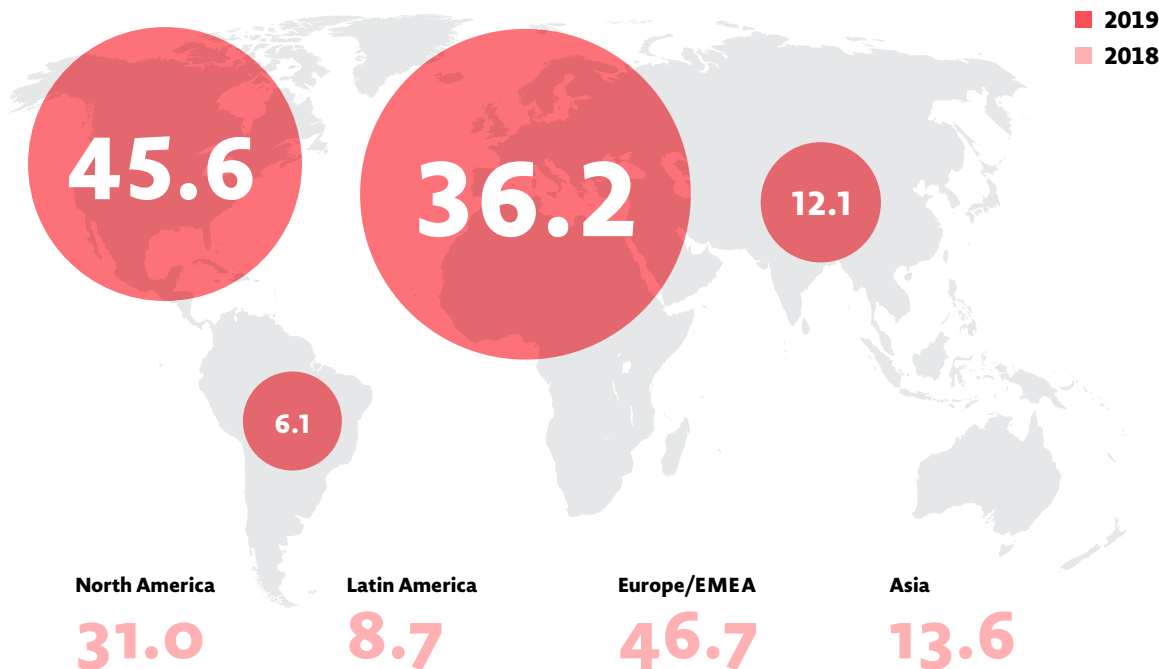 2019
2018
45.6
36.2
12.1
6.1
North America
Latin America
Europe/EMEA
Asia
31.0
8.7
46.7
13.6